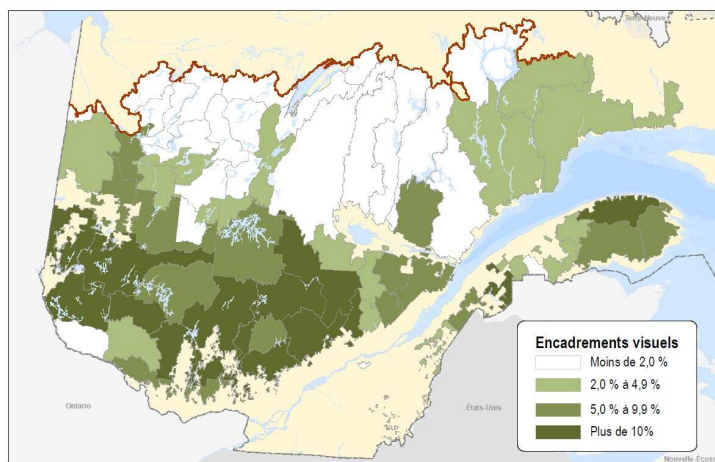 Terre-Neuve
Encadrements visuels
Moins de 2,0 %
2,0 % à 4,9 %
5,0 % à 9,9 %
Plus de 10%
Ontario
États-Unis
Nouvelle-Écoss